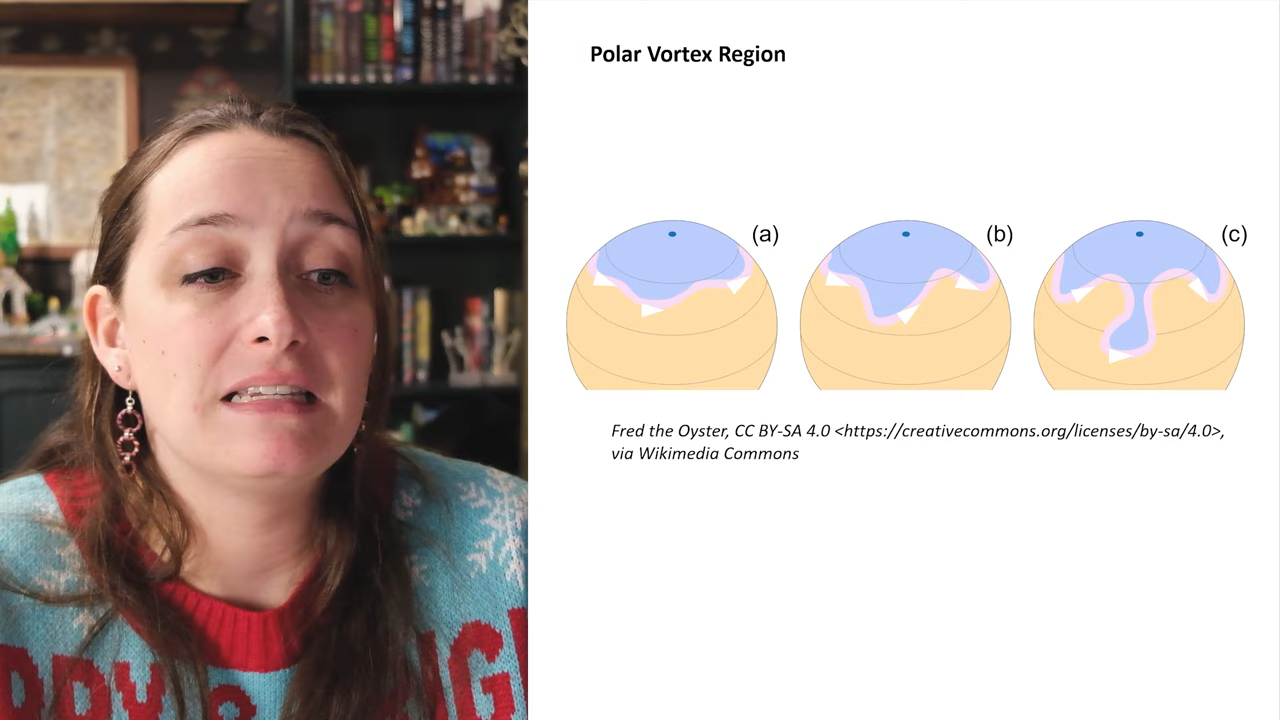 Polar Vortex Region
(a)
(b)
(c)
Fred the Oyster, CC BY-SA 4.0 <https://creativecommons.org/licenses/by-sa/4.0>,
via Wikimedia Commons